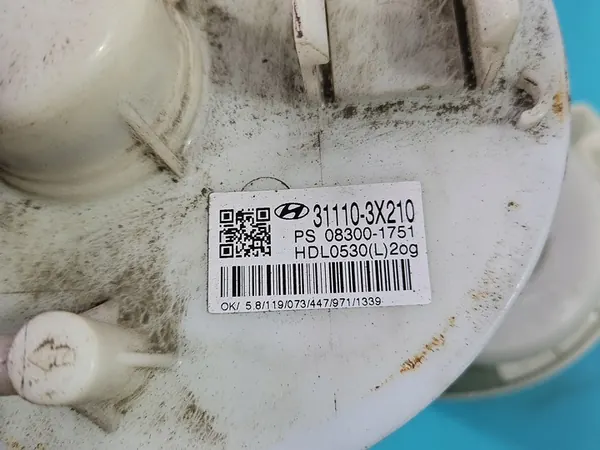 31110-3X210
PS 08300-1751
HDL0530(L)2og
OK/ 5.8/119/073/447/971/1339